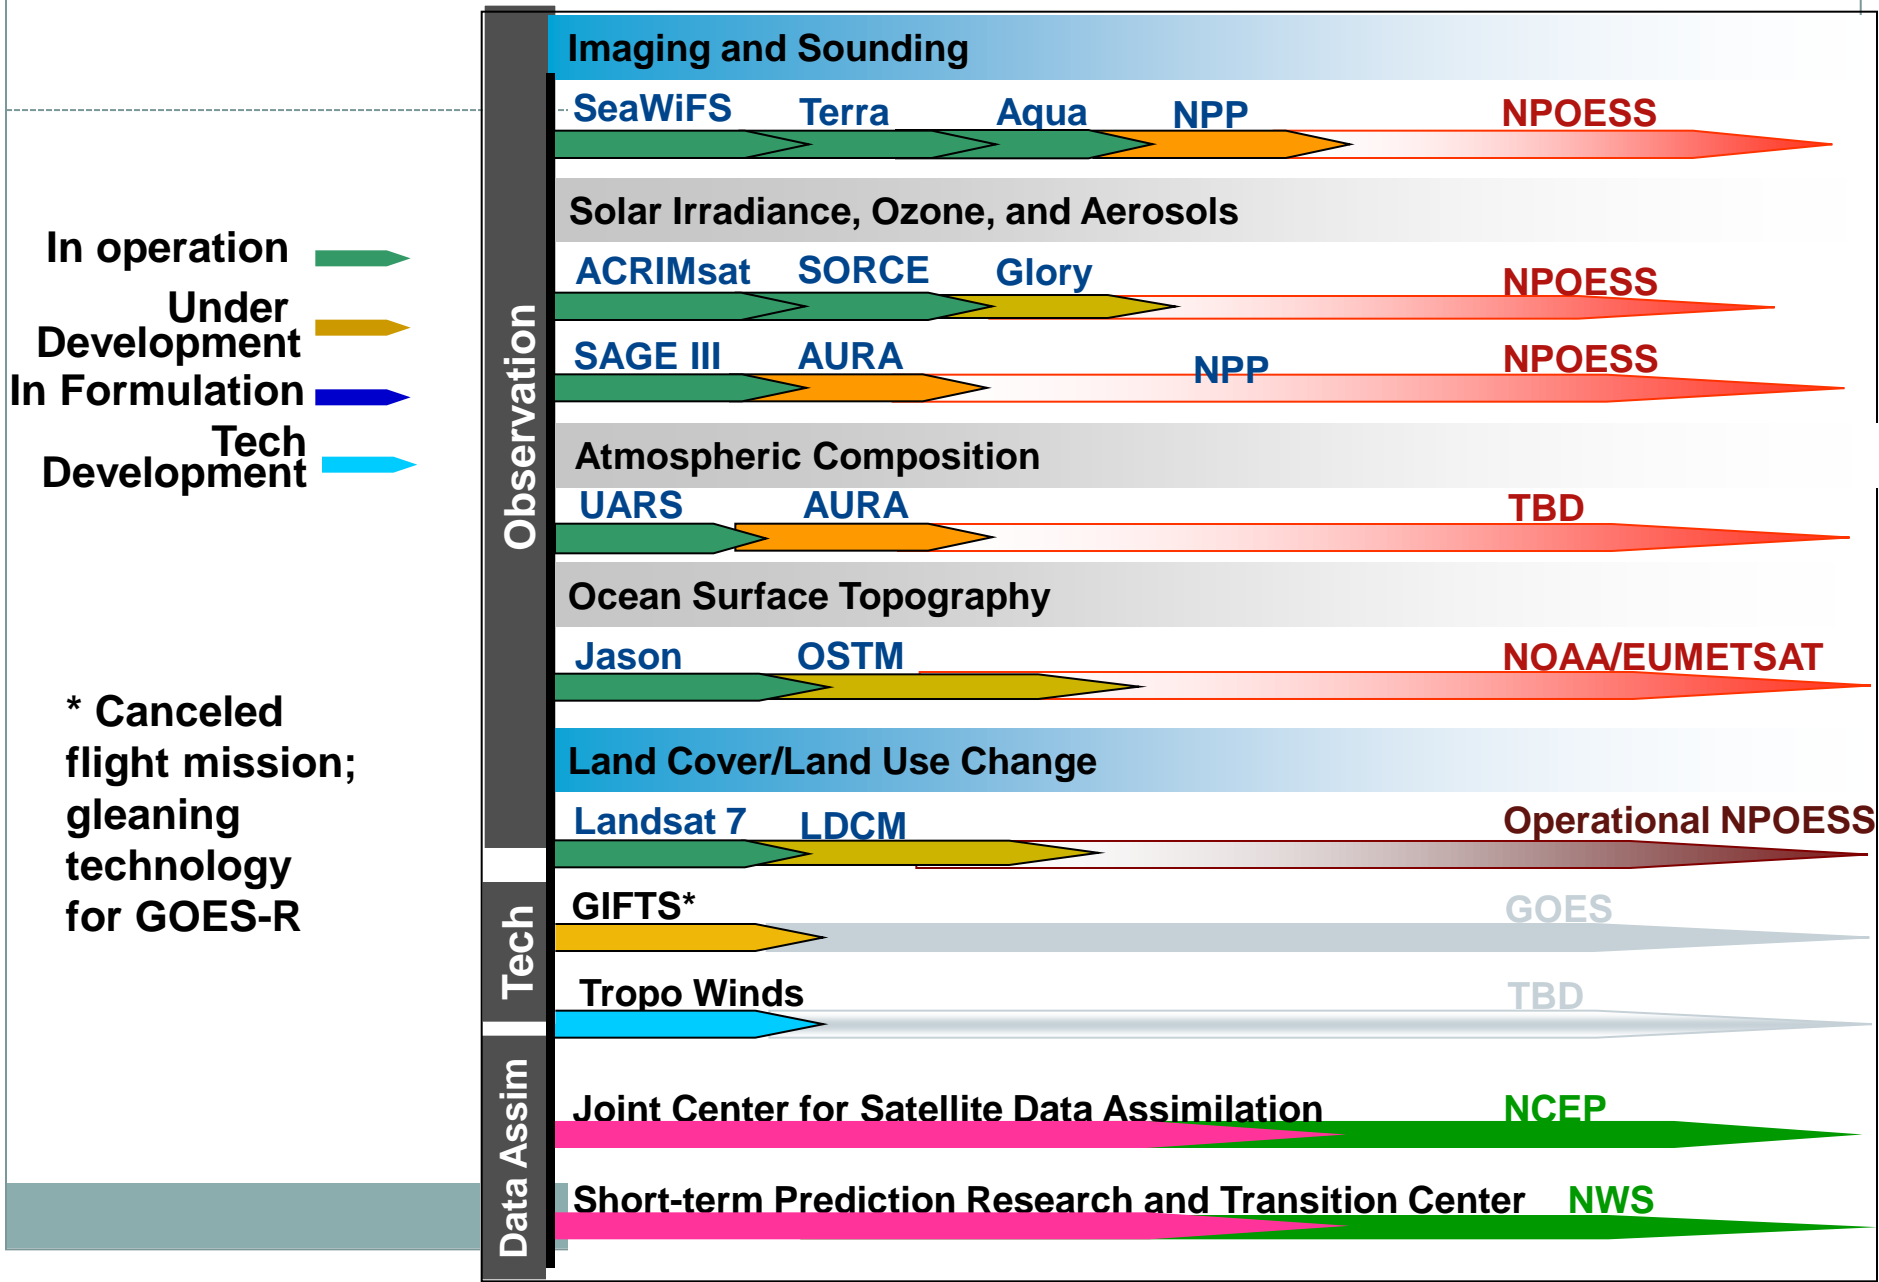 In operation
Under
Development
In Formulation
Tech
Development
* Canceled
flight mission;
gleaning
technology
for GOES-R
Observation
Imaging and Sounding
SeaWiFS Terra Aqua NPP NPOESS
Solar Irradiance, Ozone, and Aerosols
ACRIMsat SORCE Glory NPOESS
SAGE III AURA NPP NPOESS
Atmospheric Composition
UARS AURA TBD
Ocean Surface Topography
Jason OSTM NOAA/EUMETSAT
Land Cover/Land Use Change
Landsat 7 LDCM Operational NPOESS
Tech
GIFTS* GOES
Tropo Winds TBD
Data Assim
Joint Center for Satellite Data Assimilation NCEP
Short-term Prediction Research and Transition Center NWS